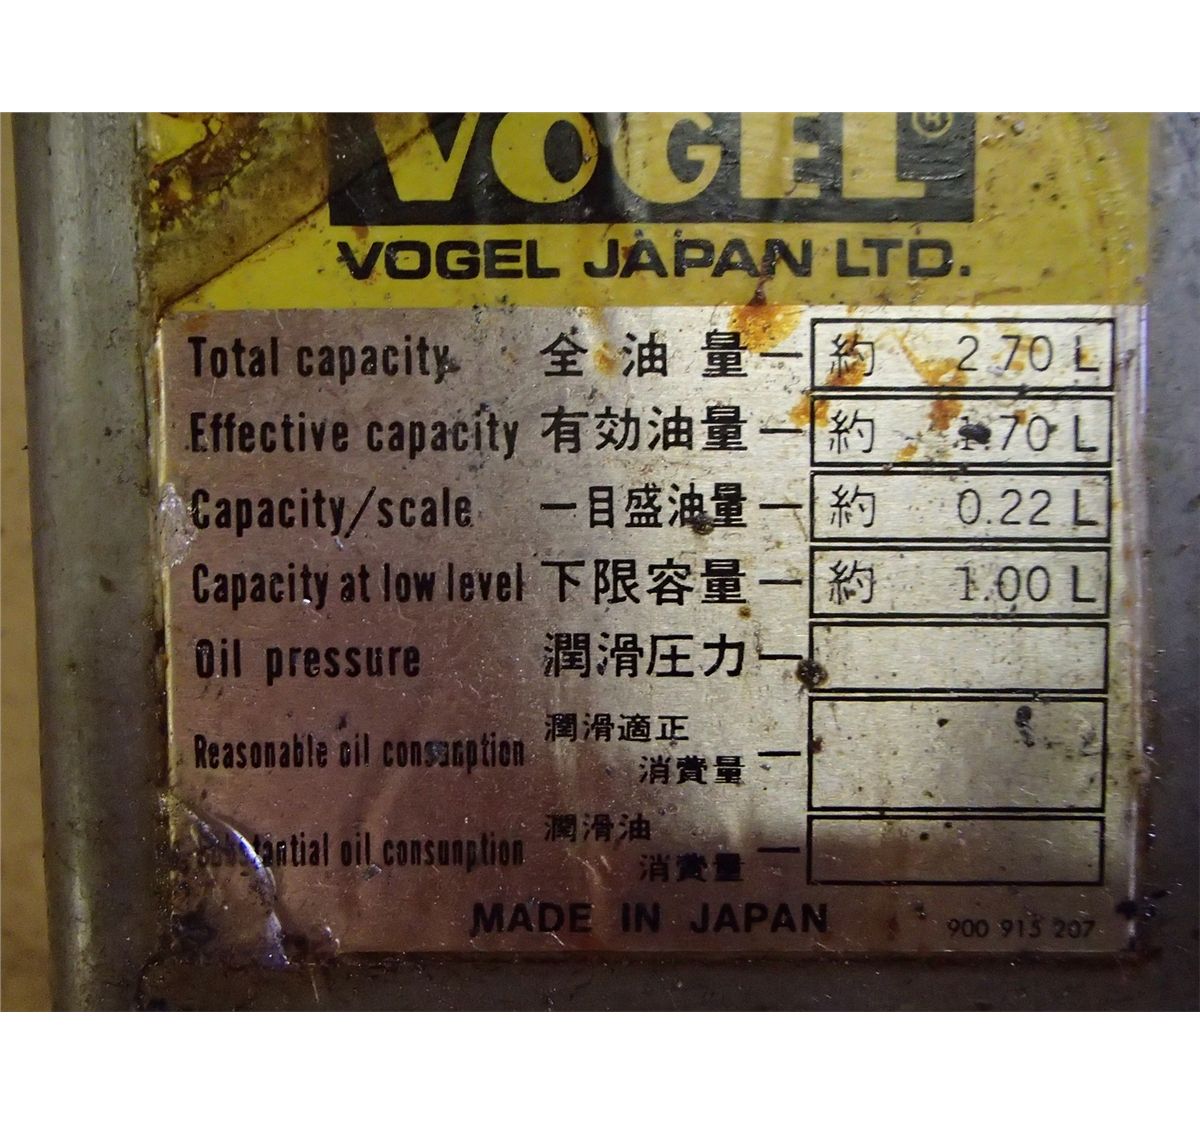 VOGEL ®
VOGEL JAPAN LTD.
Total capacity 全油量 — 約 2.70 L
Effective capacity 有効油量 — 約 1.70 L
Capacity/scale 一目盛油量 — 約 0.22 L
Capacity at low level 下限容量 — 約 1.00 L
Oil pressure 潤滑圧力 —
Reasonable oil consunption 潤滑適正消費量 —
Substantial oil consunption 潤滑油消費量 —
MADE IN JAPAN 900 915 207